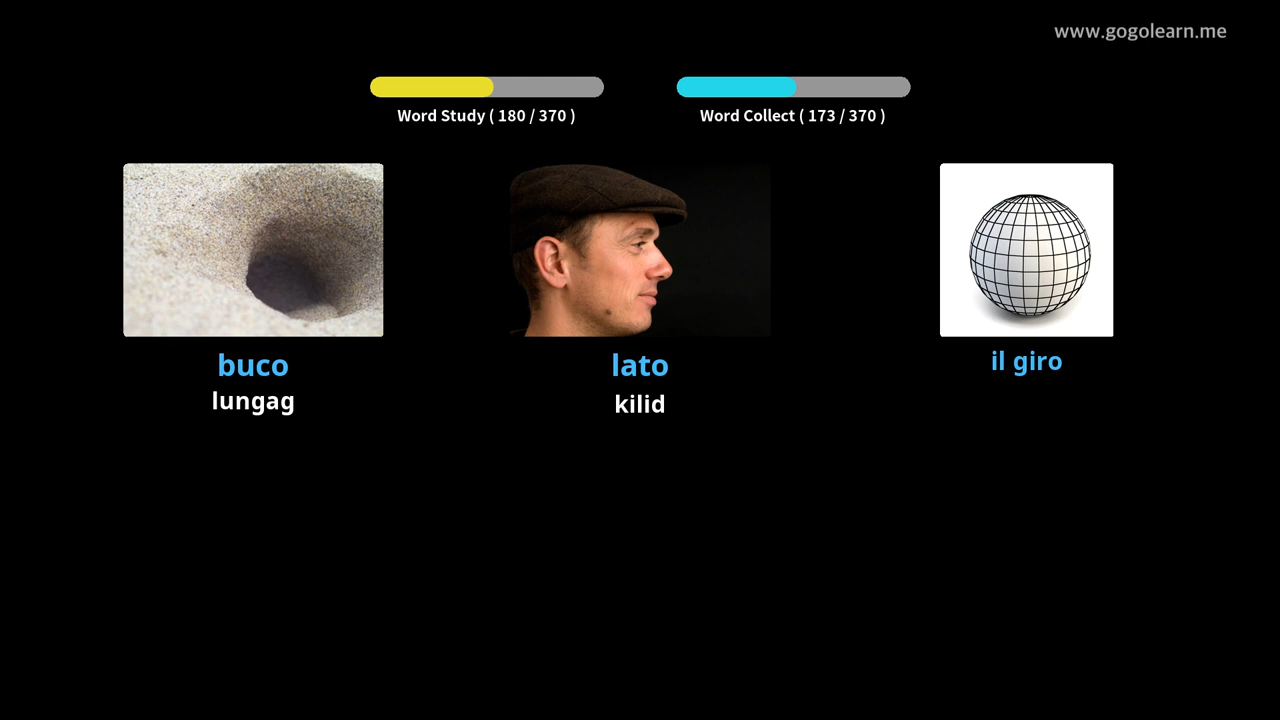 www.gogolearn.me
Word Study ( 180 / 370 )
Word Collect ( 173 / 370 )
buco
lungag
lato
kilid
il giro